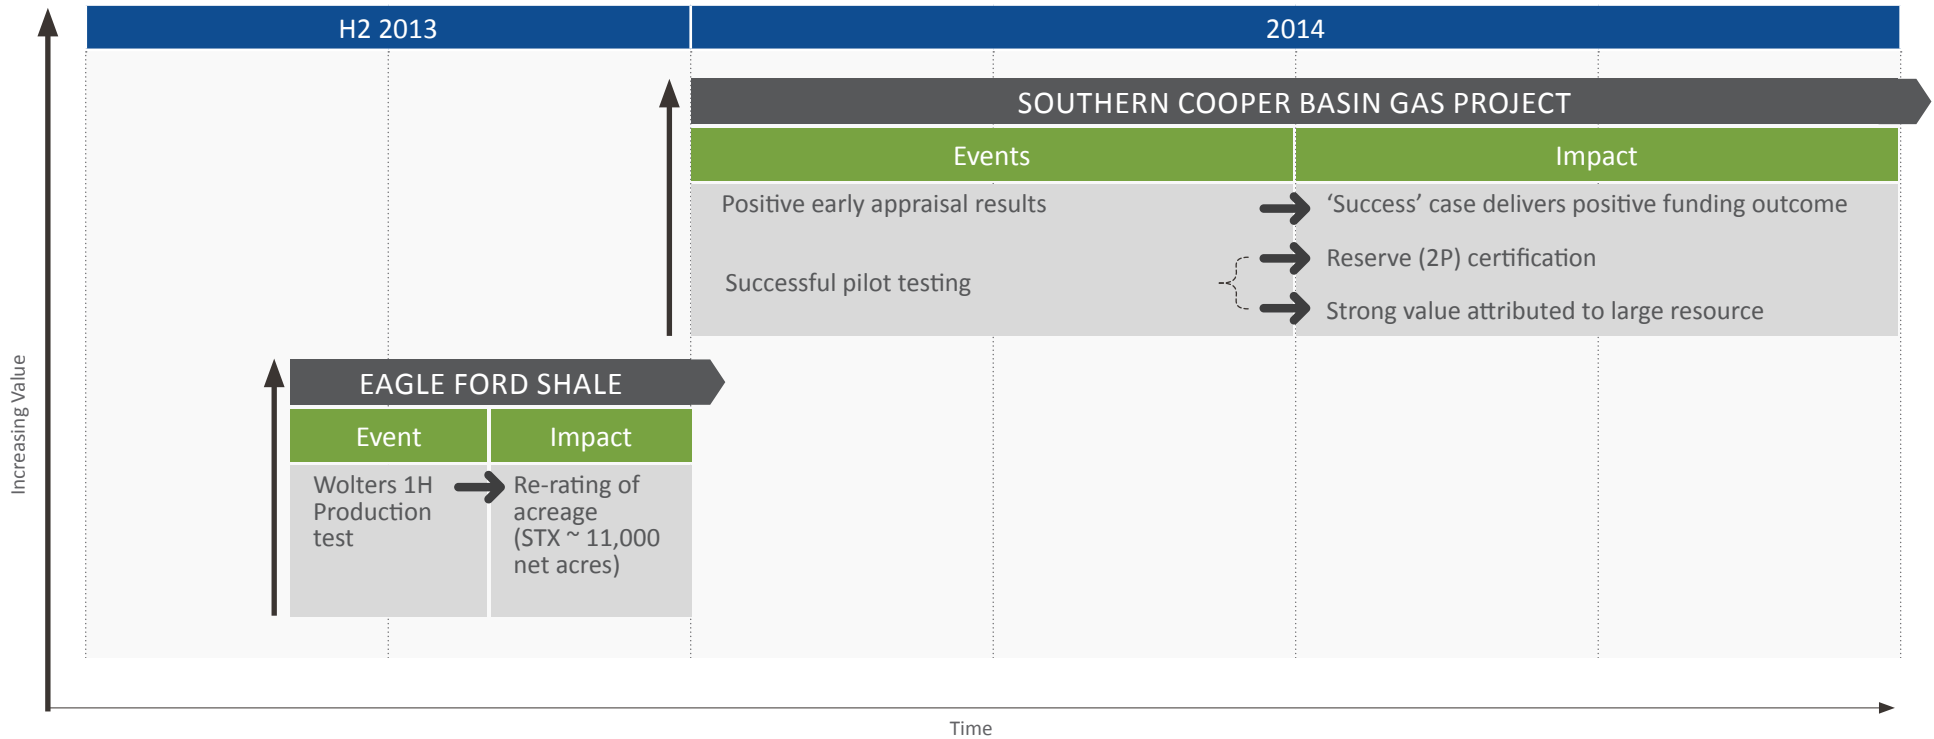 H2 2013
2014
SOUTHERN COOPER BASIN GAS PROJECT
Events
Impact
Positive early appraisal results
‘Success’ case delivers positive funding outcome
Reserve (2P) certification
Successful pilot testing
Strong value attributed to large resource
EAGLE FORD SHALE
Event
Impact
Wolters 1H
Production
test
Re-rating of
acreage
(STX ~ 11,000
net acres)
Increasing Value
Time